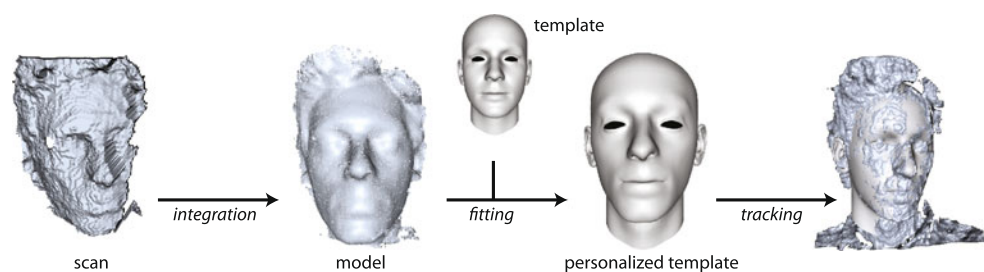 template
integration
fitting
tracking
scan
model
personalized template